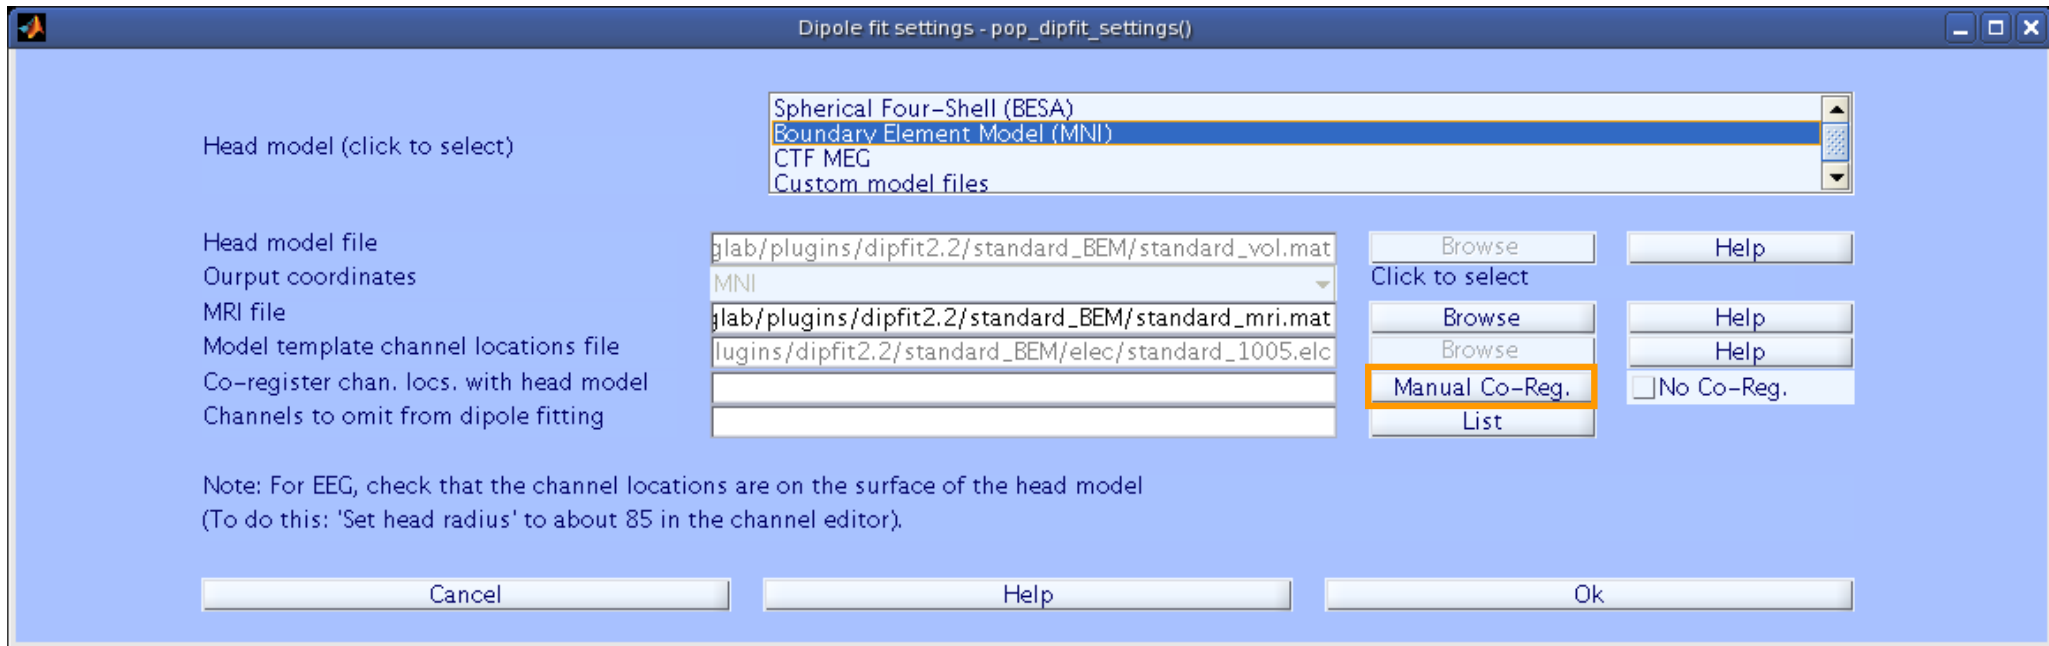 Dipole fit settings - pop_dipfit_settings()
Head model (click to select)
Spherical Four-Shell (BESA)
Boundary Element Model (MNI)
CTF MEG
Custom model files
Head model file
glab/plugins/dipfit2.2/standard_BEM/standard_vol.mat
Browse
Help
Ourput coordinates
MNI
Click to select
MRI file
glab/plugins/dipfit2.2/standard_BEM/standard_mri.mat
Browse
Help
Model template channel locations file
lugins/dipfit2.2/standard_BEM/elec/standard_1005.elc
Browse
Help
Co-register chan. locs. with head model
Manual Co-Reg.
No Co-Reg.
Channels to omit from dipole fitting
List
Note: For EEG, check that the channel locations are on the surface of the head model
(To do this: 'Set head radius' to about 85 in the channel editor).
Cancel
Help
Ok